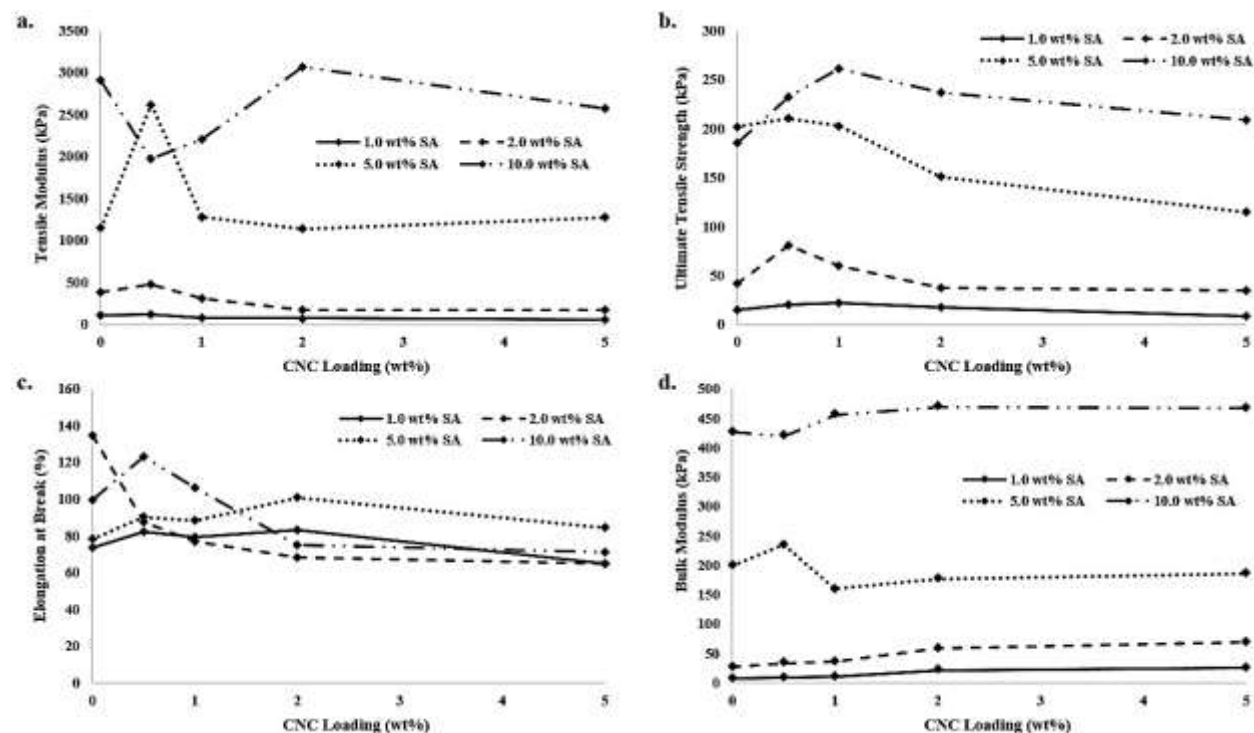 a.
3500
3000
2500
2000
1500
1000
500
0
Tensile Modulus (kPa)
1.0 wt% SA 2.0 wt% SA
5.0 wt% SA 10.0 wt% SA
0 1 2 3 4 5
CNC Loading (wt%)
b.
300
250
200
150
100
50
0
Ultimate Tensile Strength (kPa)
1.0 wt% SA 2.0 wt% SA
5.0 wt% SA 10.0 wt% SA
0 1 2 3 4 5
CNC Loading (wt%)
c.
160
140
120
100
80
60
40
20
0
Elongation at Break (%)
1.0 wt% SA 2.0 wt% SA
5.0 wt% SA 10.0 wt% SA
0 1 2 3 4 5
CNC Loading (wt%)
d.
500
450
400
350
300
250
200
150
100
50
0
Bulk Modulus (kPa)
1.0 wt% SA 2.0 wt% SA
5.0 wt% SA 10.0 wt% SA
0 1 2 3 4 5
CNC Loading (wt%)